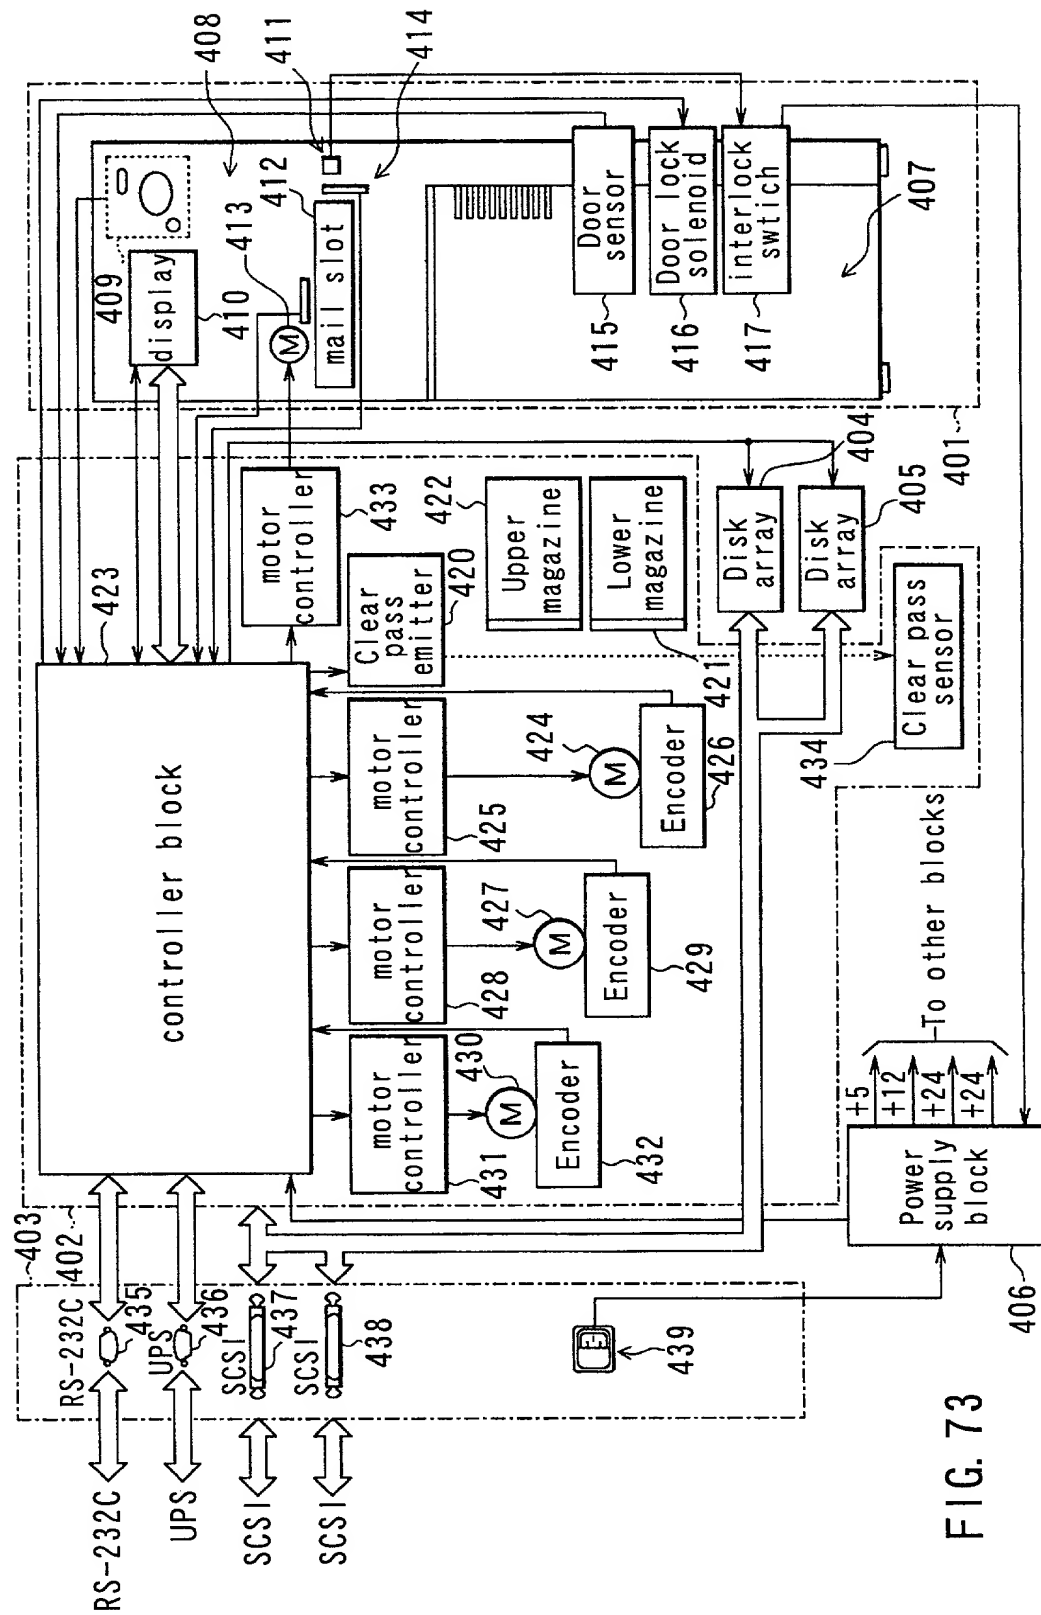 RS-232C
UPS
SCSI
SCSI
403
402
RS-232C
435
UPS
436
SCSI
437
SCSI
438
439
controller block
423
motor
controller
431
430
M
Encoder
432
motor
controller
428
427
M
Encoder
429
motor
controller
425
424
M
Encoder
426
Clear
pass
emitter
420
motor
controller
433
Upper
magazine
422
Lower
magazine
421
Disk
array
404
Disk
array
405
Clear pass
sensor
434
401
409
display
410
413
M
mail slot
412
408
411
414
Door
sensor
415
Door lock
solenoid
416
interlock
swtich
417
407
Power
supply
block
406
+5
+12
+24
+24
To other blocks
FIG. 73